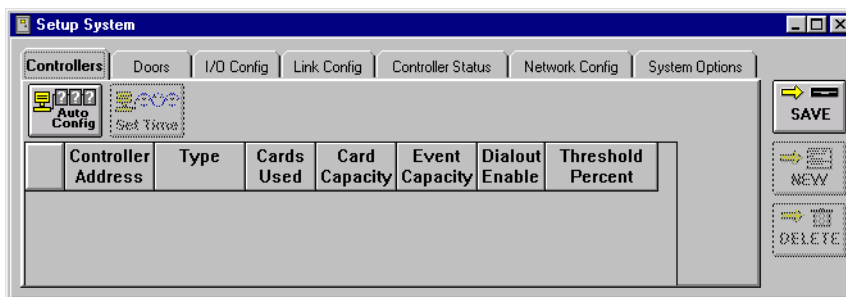 Setup System
Controllers Doors I/O Config Link Config Controller Status Network Config System Options
??? Auto Config Set Time
SAVE
Controller Address Type Cards Used Card Capacity Event Capacity Dialout Enable Threshold Percent
NEW
DELETE